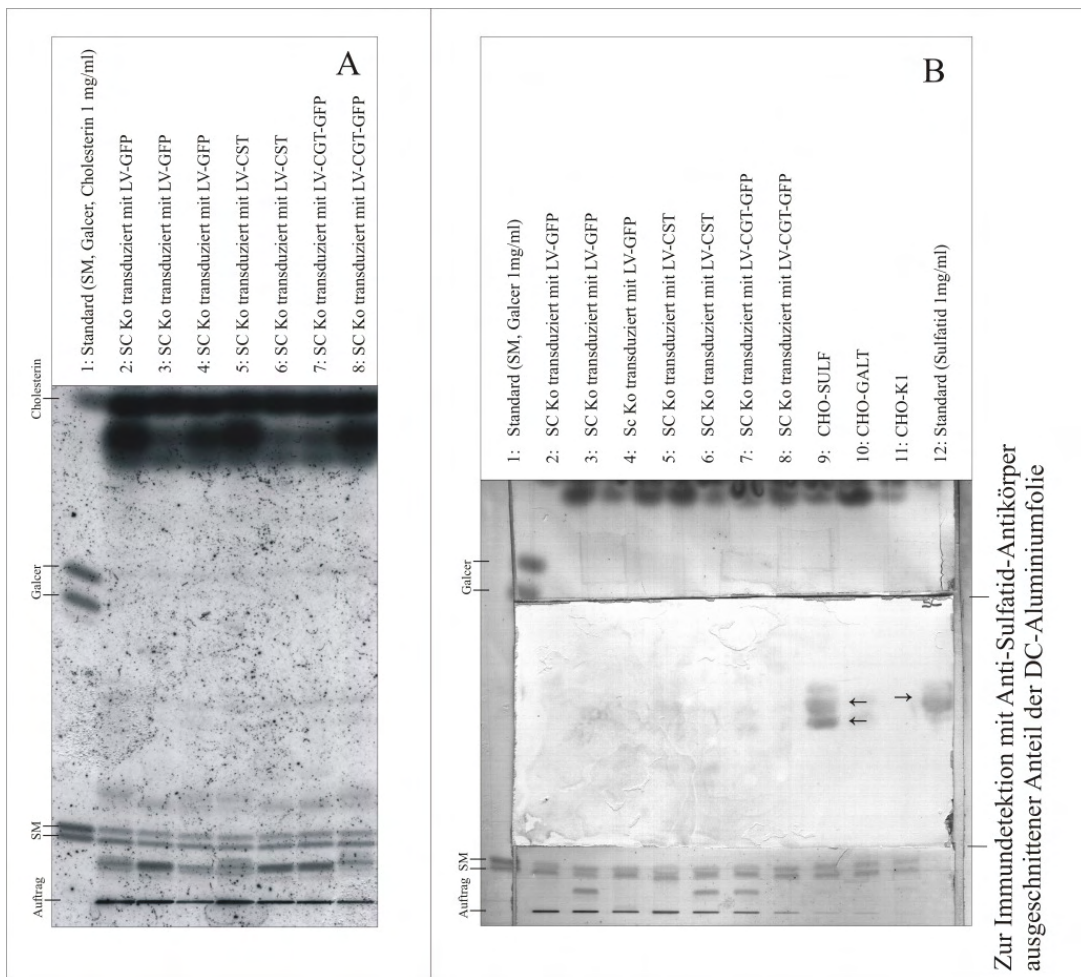 A
1: Standard (SM, Galcer, Cholesterin 1 mg/ml)
2: SC Ko transduziert mit LV-GFP
3: SC Ko transduziert mit LV-GFP
4: SC Ko transduziert mit LV-GFP
5: SC Ko transduziert mit LV-CST
6: SC Ko transduziert mit LV-CST
7: SC Ko transduziert mit LV-CGT-GFP
8: SC Ko transduziert mit LV-CGT-GFP
Cholesterin
Galcer
SM
Auftrag
B
1: Standard (SM, Galcer 1mg/ml)
2: SC Ko transduziert mit LV-GFP
3: SC Ko transduziert mit LV-GFP
4: Sc Ko transduziert mit LV-GFP
5: SC Ko transduziert mit LV-CST
6: SC Ko transduziert mit LV-CST
7: SC Ko transduziert mit LV-CGT-GFP
8: SC Ko transduziert mit LV-CGT-GFP
9: CHO-SULF
10: CHO-GALT
11: CHO-K1
12: Standard (Sulfatid 1mg/ml)
Galcer
SM
Auftrag
Zur Immundetektion mit Anti-Sulfatid-Antikörper
ausgeschnittener Anteil der DC-Aluminiumfolie